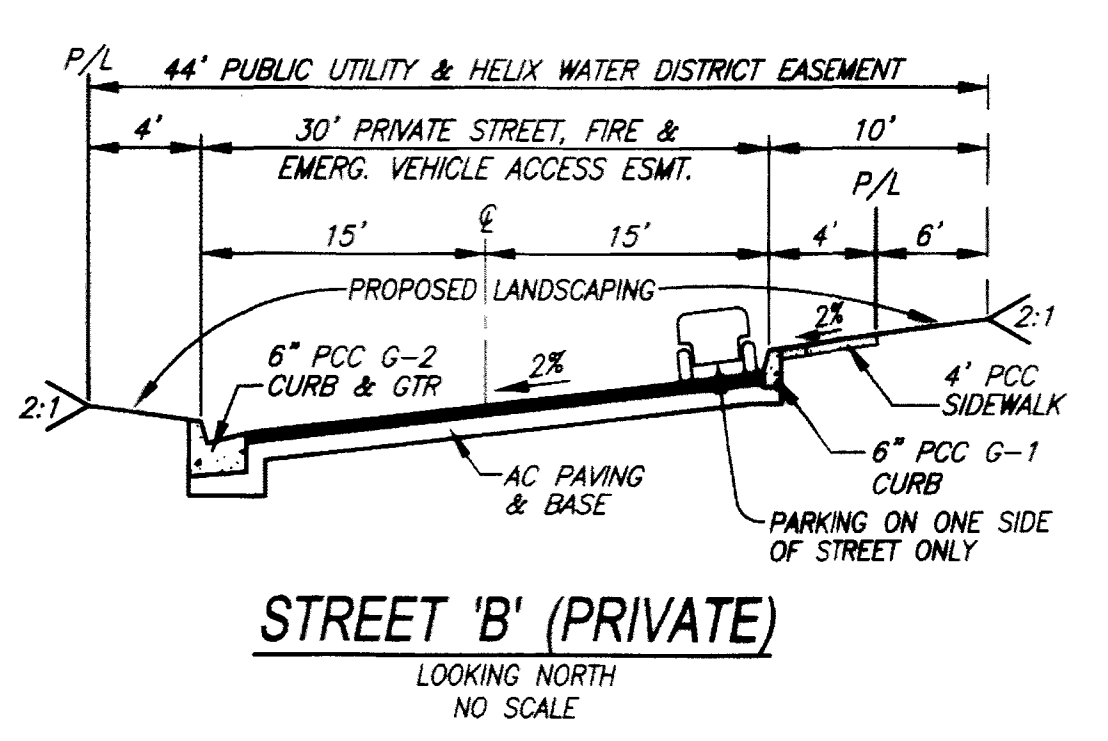 P/L
44' PUBLIC UTILITY & HELIX WATER DISTRICT EASEMENT
4'
30' PRIVATE STREET, FIRE &
EMERG. VEHICLE ACCESS ESMT.
10'
P/L
℄
15'
15'
4'
6'
PROPOSED LANDSCAPING
2%
2:1
6" PCC G-2
CURB & GTR
2%
2:1
4' PCC
SIDEWALK
6" PCC G-1
CURB
AC PAVING
& BASE
PARKING ON ONE SIDE
OF STREET ONLY
STREET 'B' (PRIVATE)
LOOKING NORTH
NO SCALE